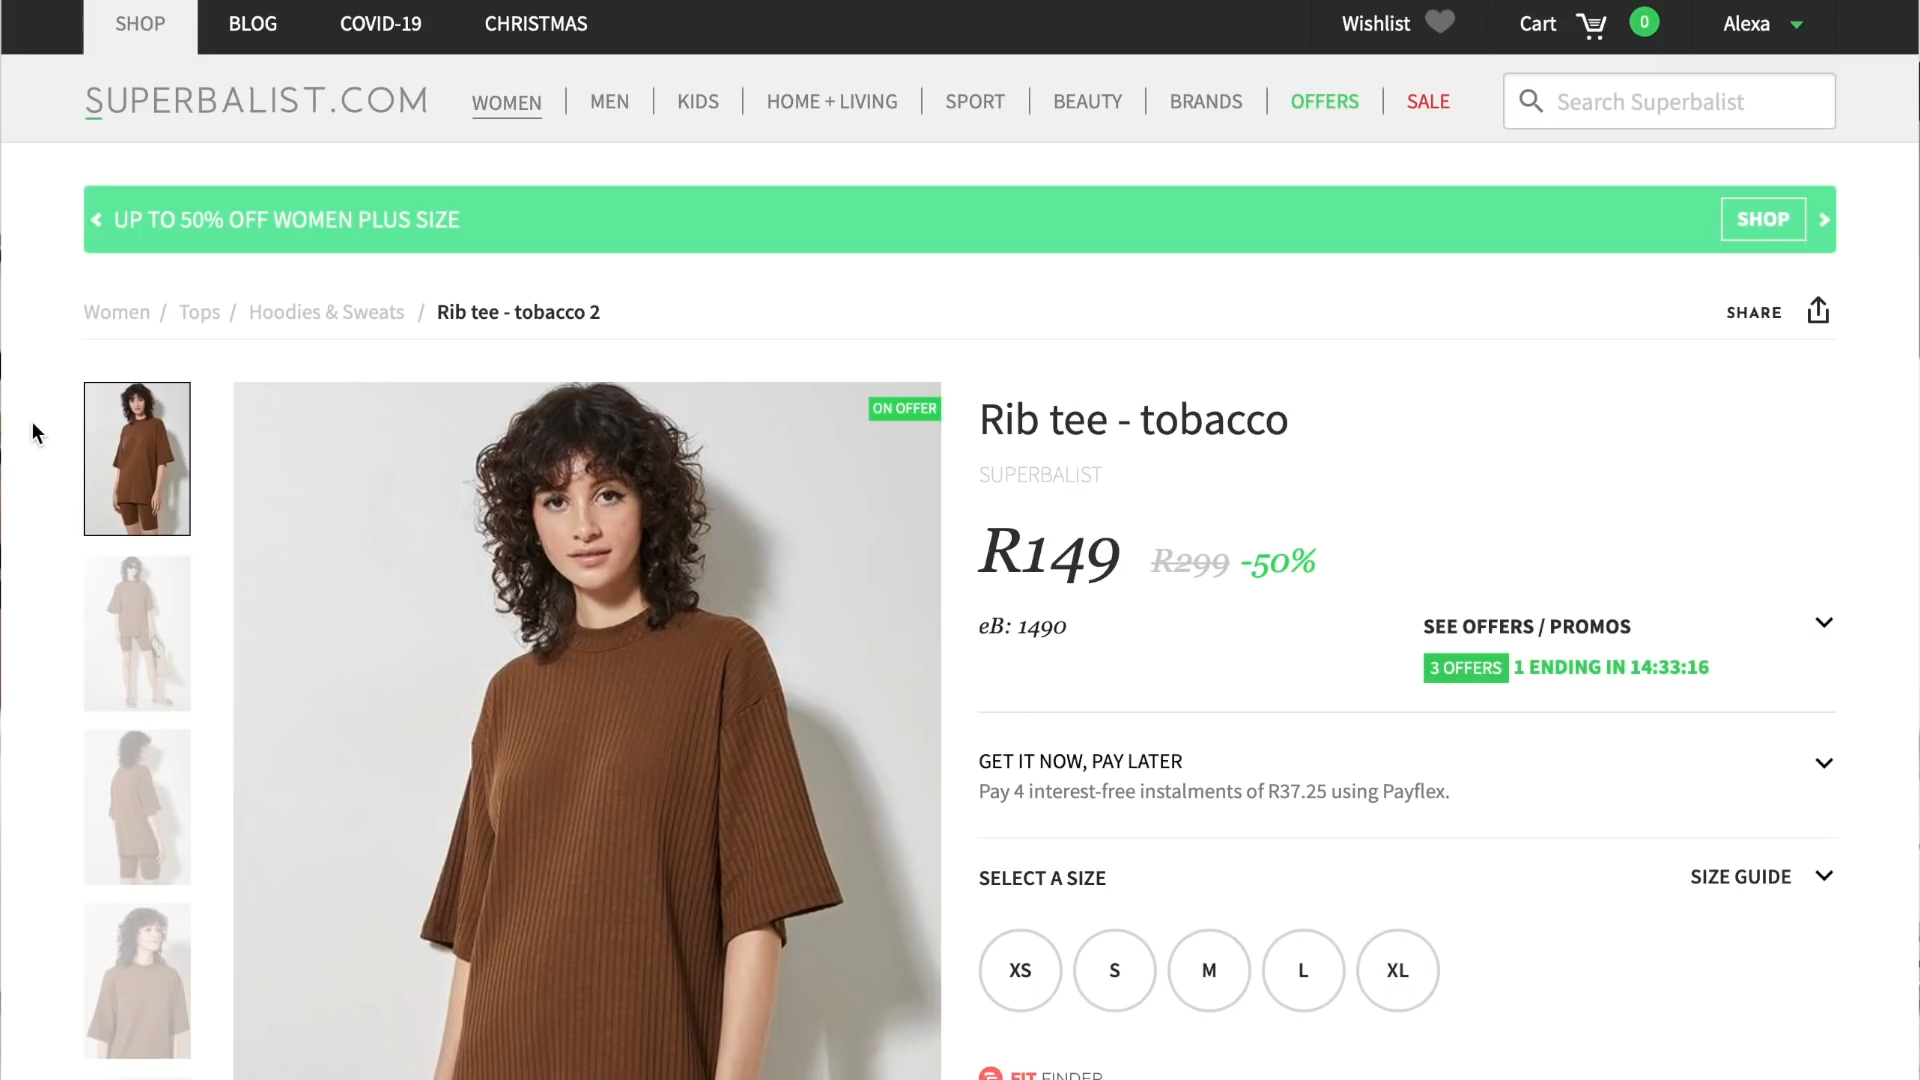 SHOP BLOG COVID-19 CHRISTMAS Wishlist Cart 0 Alexa
SUPERBALIST.COM WOMEN MEN KIDS HOME + LIVING SPORT BEAUTY BRANDS OFFERS SALE Search Superbalist
UP TO 50% OFF WOMEN PLUS SIZE SHOP
Women / Tops / Hoodies & Sweats / Rib tee - tobacco 2 SHARE
ON OFFER
Rib tee - tobacco
SUPERBALIST
R149 R299 -50%
eB: 1490
SEE OFFERS / PROMOS
3 OFFERS 1 ENDING IN 14:33:16
GET IT NOW, PAY LATER
Pay 4 interest-free instalments of R37.25 using Payflex.
SELECT A SIZE SIZE GUIDE
XS S M L XL
FIT FINDER